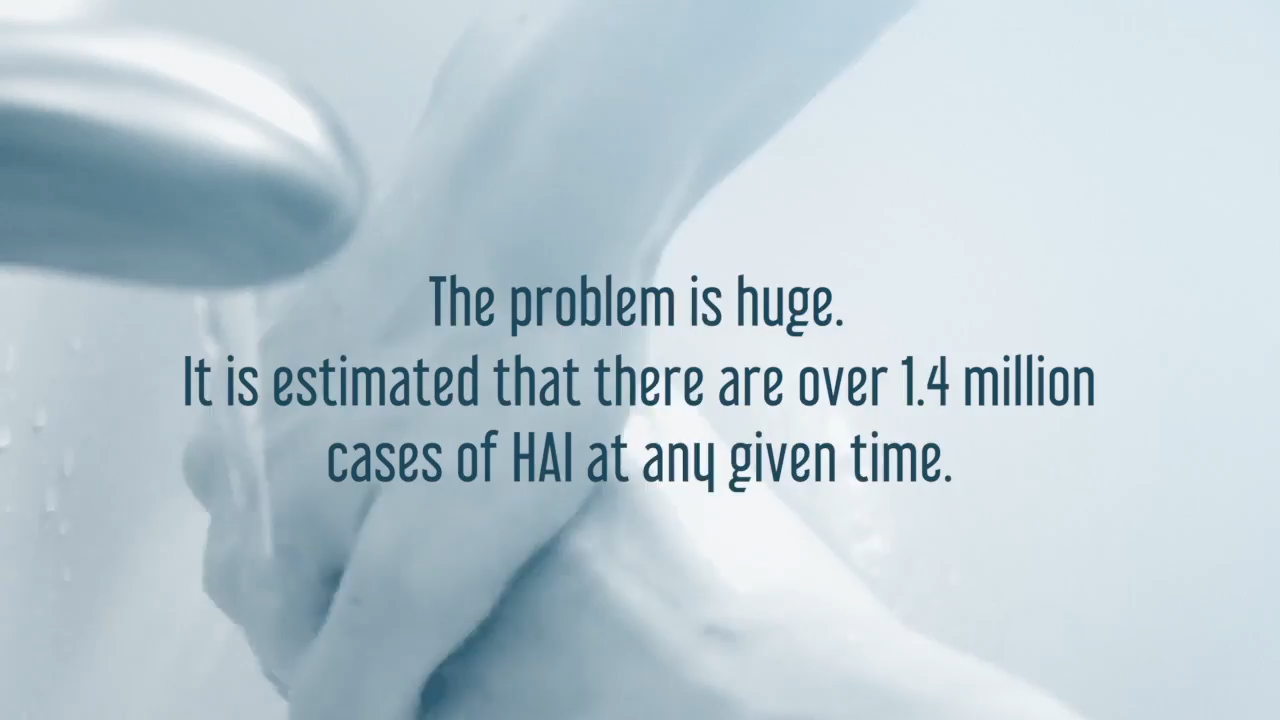 The problem is huge.
It is estimated that there are over 1.4 million
cases of HAI at any given time.